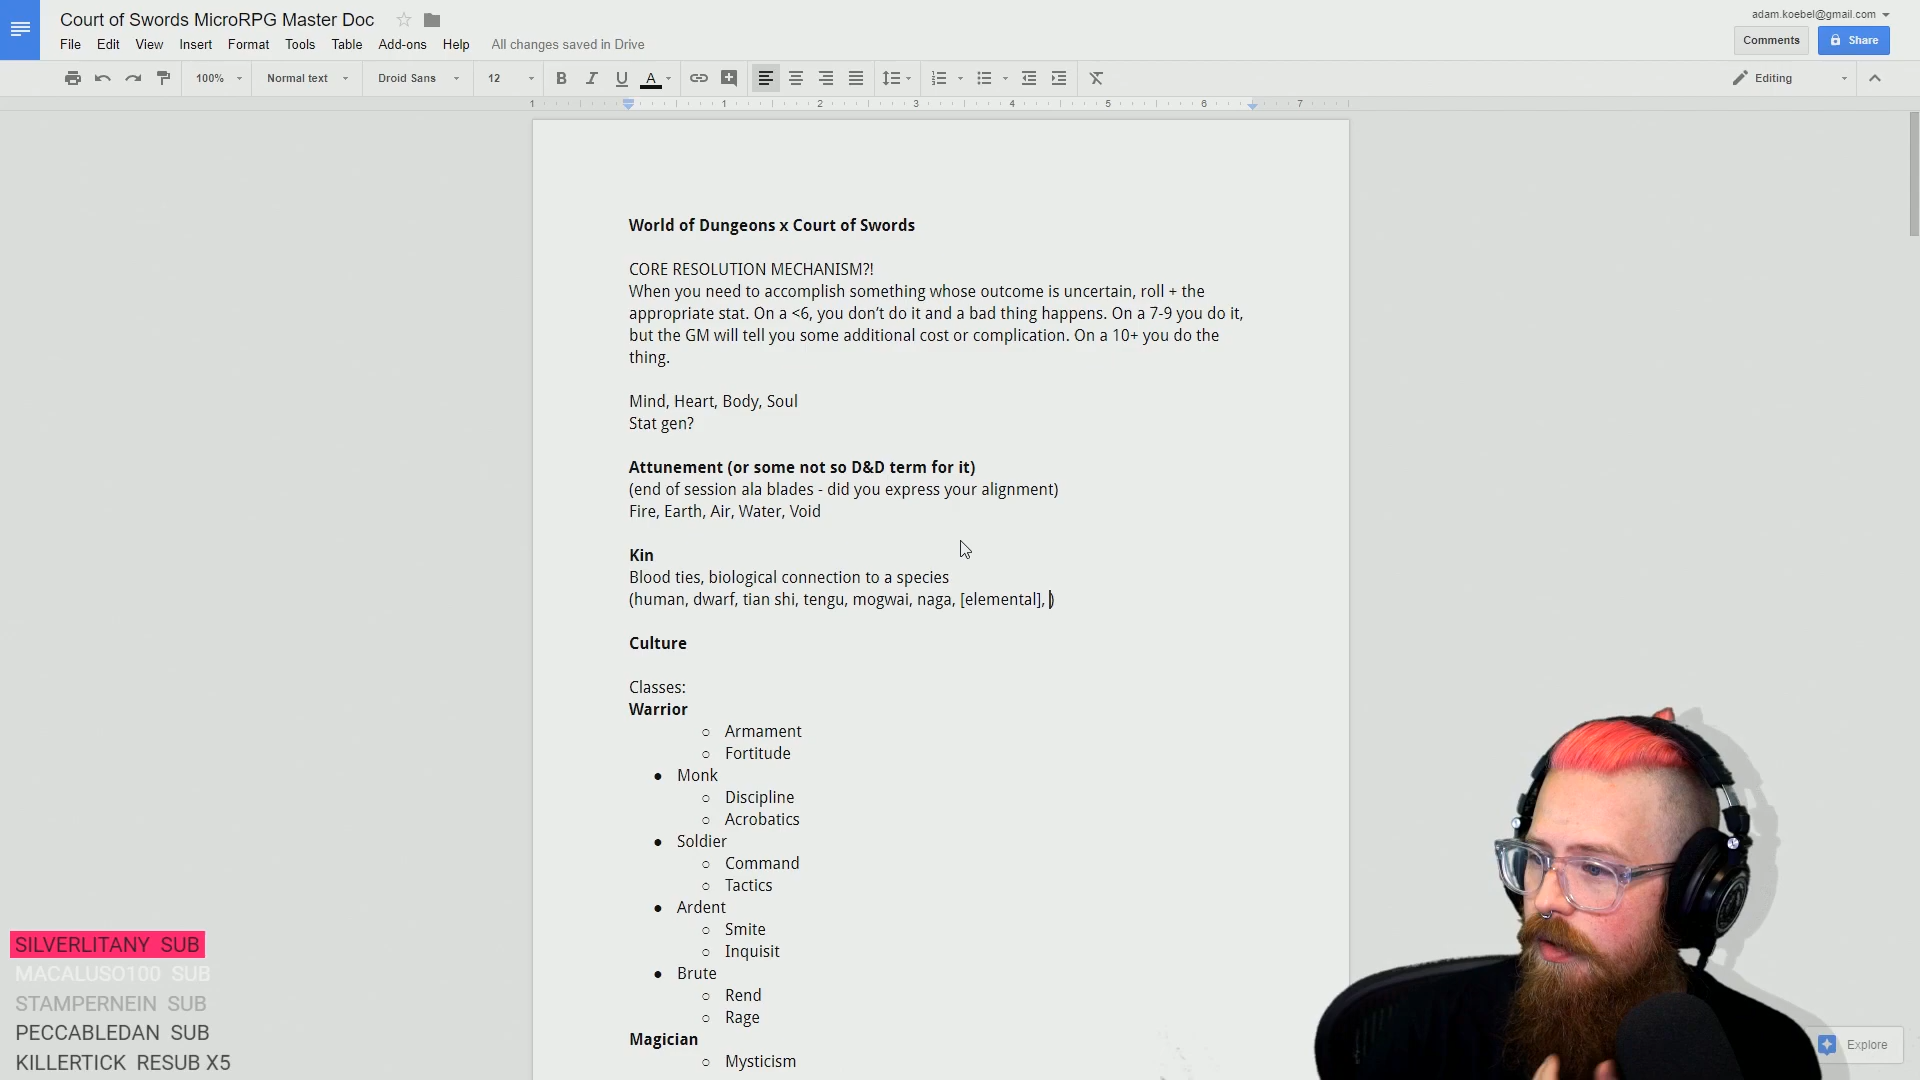 Court of Swords MicroRPG Master Doc
adam.koebel@gmail.com
File Edit View Insert Format Tools Table Add-ons Help All changes saved in Drive
Comments Share
100% Normal text Droid Sans 12 B I U A Editing
1 1 2 3 4 5 6 7
World of Dungeons x Court of Swords
CORE RESOLUTION MECHANISM?!
When you need to accomplish something whose outcome is uncertain, roll + the
appropriate stat. On a <6, you don’t do it and a bad thing happens. On a 7-9 you do it,
but the GM will tell you some additional cost or complication. On a 10+ you do the
thing.
Mind, Heart, Body, Soul
Stat gen?
Attunement (or some not so D&D term for it)
(end of session ala blades - did you express your alignment)
Fire, Earth, Air, Water, Void
Kin
Blood ties, biological connection to a species
(human, dwarf, tian shi, tengu, mogwai, naga, [elemental], )
Culture
Classes:
Warrior
○ Armament
○ Fortitude
● Monk
○ Discipline
○ Acrobatics
● Soldier
○ Command
○ Tactics
● Ardent
○ Smite
○ Inquisit
● Brute
○ Rend
○ Rage
Magician
○ Mysticism
SILVERLITANY SUB
MACALUSO100 SUB
STAMPERNEIN SUB
PECCABLEDAN SUB
KILLERTICK RESUB X5
Explore